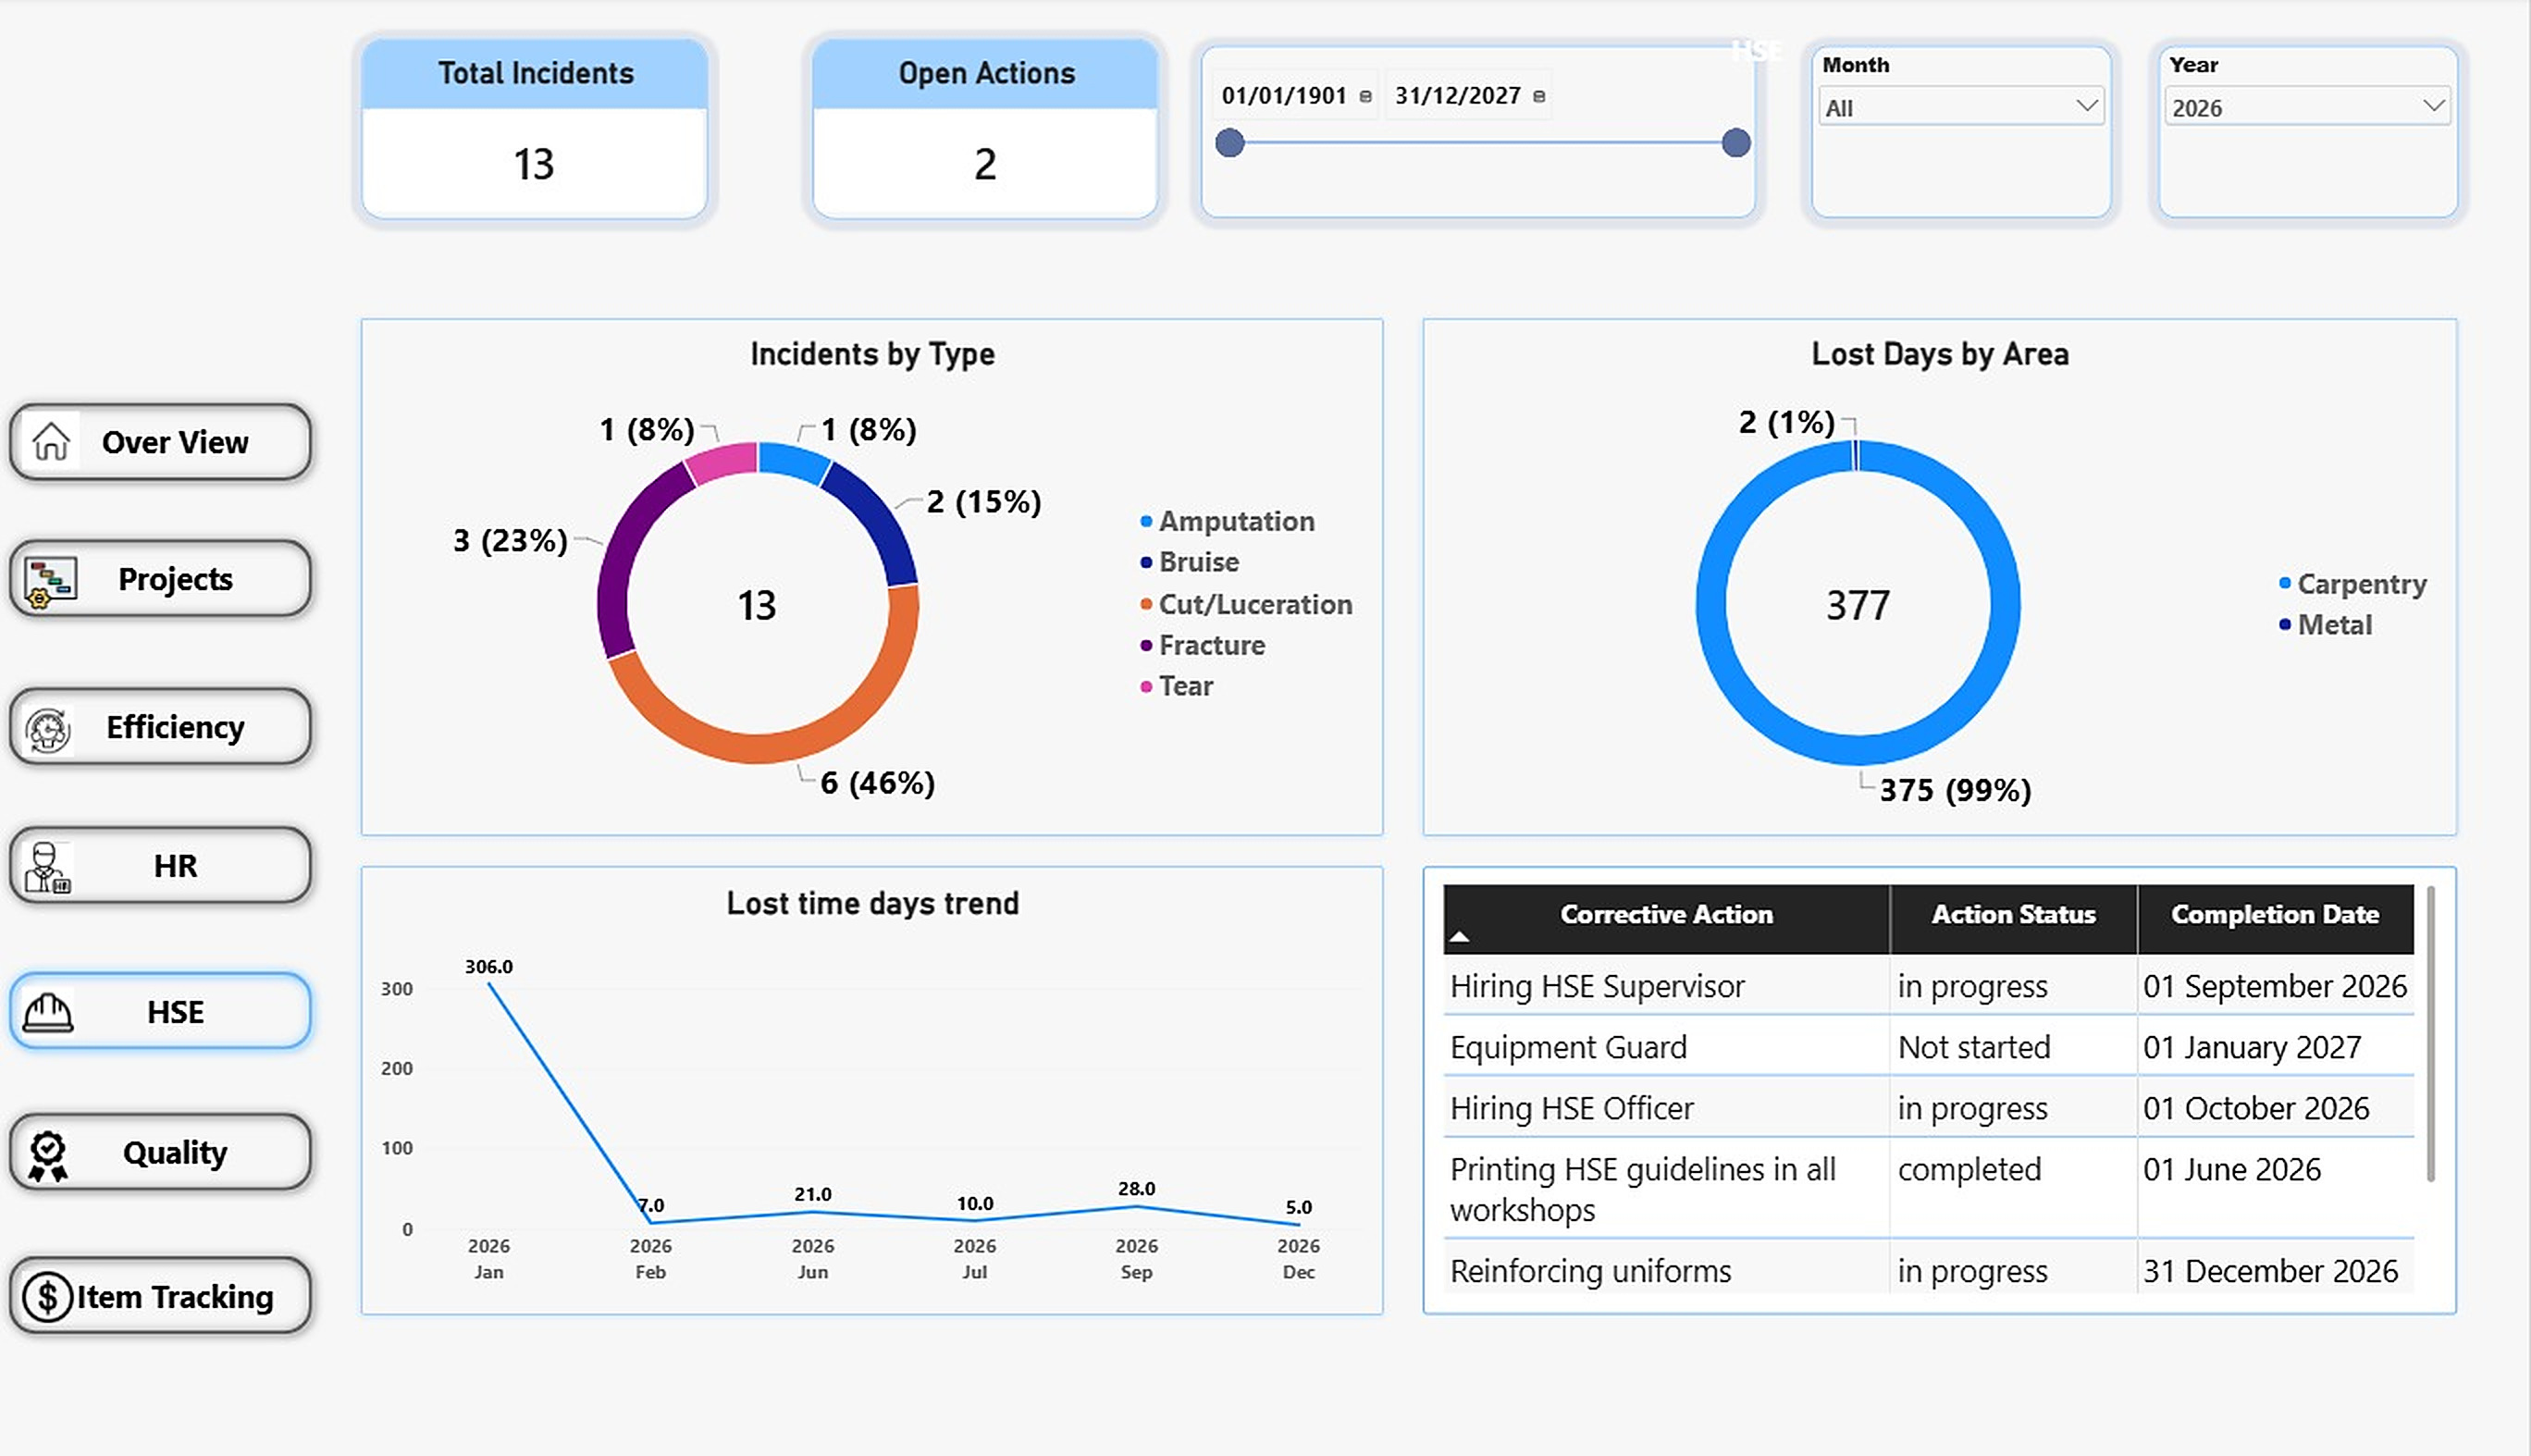 Total Incidents
13
Open Actions
2
HSE
01/01/1901
31/12/2027
Month
All
Year
2026
Over View
Projects
Efficiency
HR
HSE
Quality
Item Tracking
Incidents by Type
1 (8%)
1 (8%)
2 (15%)
3 (23%)
13
6 (46%)
Amputation
Bruise
Cut/Luceration
Fracture
Tear
Lost Days by Area
2 (1%)
377
375 (99%)
Carpentry
Metal
Lost time days trend
300
200
100
0
306.0
7.0
21.0
10.0
28.0
5.0
2026 2026 2026 2026 2026 2026
Jan Feb Jun Jul Sep Dec
Corrective Action Action Status Completion Date
Hiring HSE Supervisor in progress 01 September 2026
Equipment Guard Not started 01 January 2027
Hiring HSE Officer in progress 01 October 2026
Printing HSE guidelines in all completed 01 June 2026
workshops
Reinforcing uniforms in progress 31 December 2026